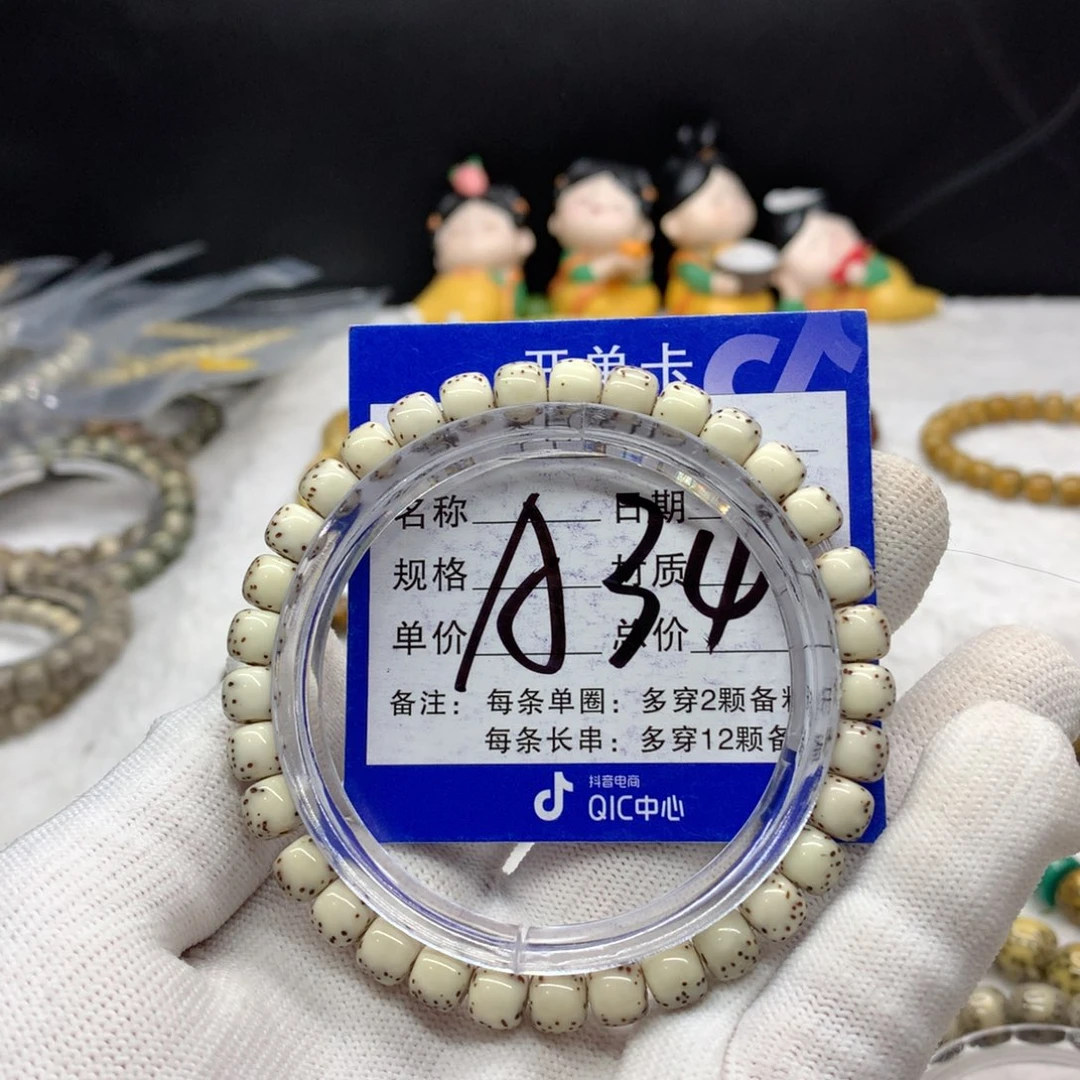 开单卡
名称 日期
规格 材质
单价 总价
A34
备注: 每条单圈: 多穿2颗备
每条长串: 多穿12颗备
抖音电商
QIC中心